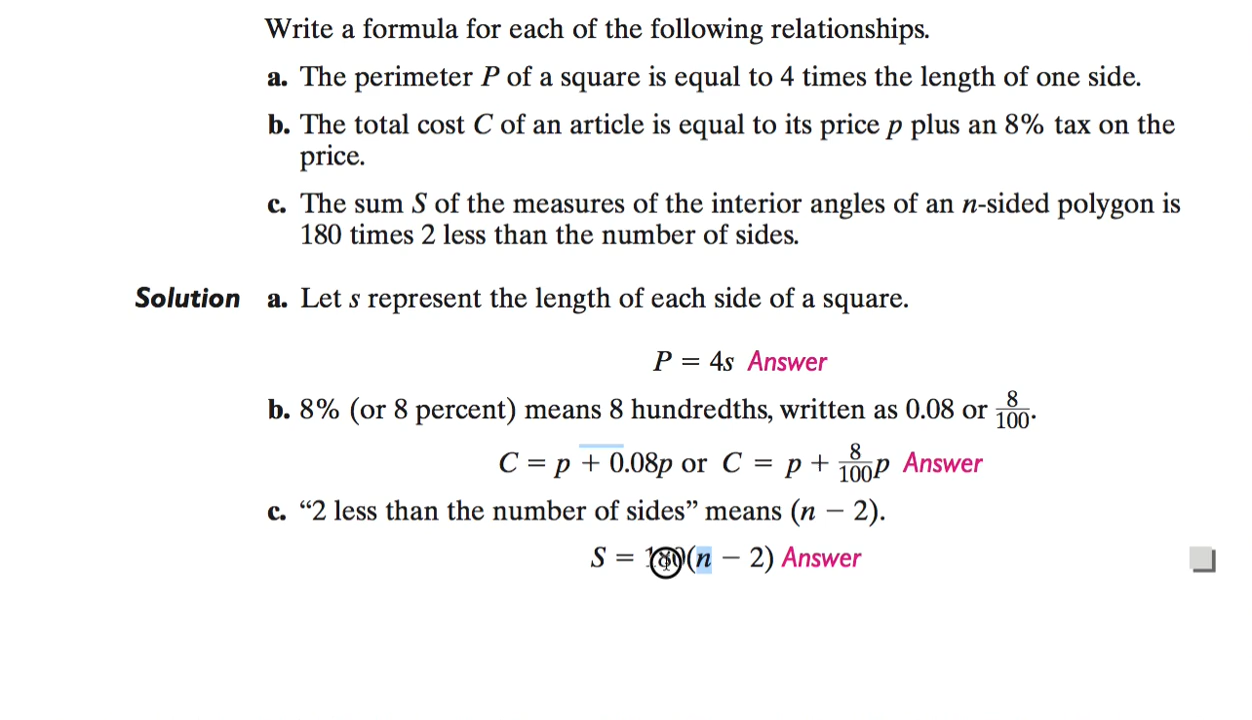 Write a formula for each of the following relationships.
a. The perimeter P of a square is equal to 4 times the length of one side.
b. The total cost C of an article is equal to its price p plus an 8% tax on the
price.
c. The sum S of the measures of the interior angles of an n-sided polygon is
180 times 2 less than the number of sides.
Solution a. Let s represent the length of each side of a square.
P = 4s Answer
b. 8% (or 8 percent) means 8 hundredths, written as 0.08 or 8/100.
C = p + 0.08p or C = p + 8/100 p Answer
c. “2 less than the number of sides” means (n − 2).
S = 180(n − 2) Answer